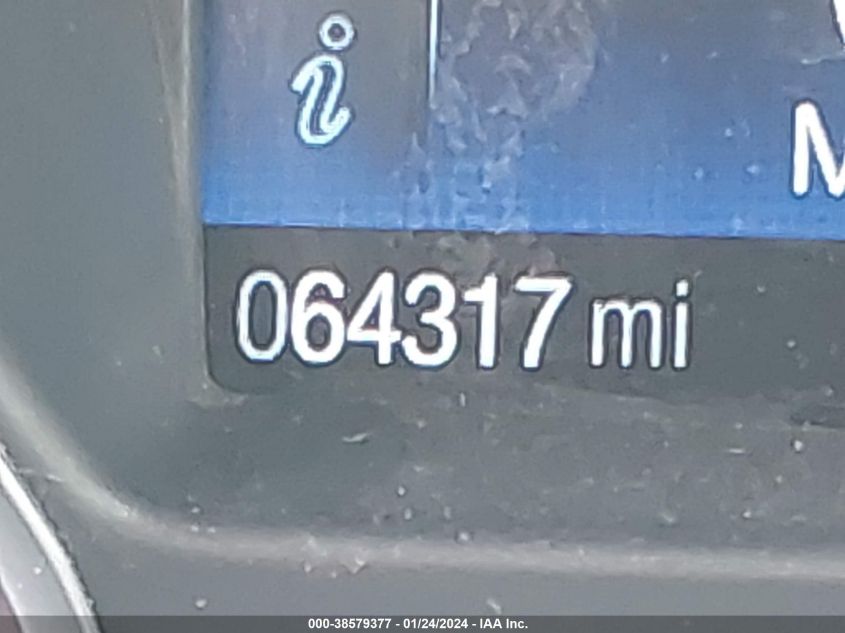 i
M
064317 mi
000-38579377 - 01/24/2024 - IAA Inc.